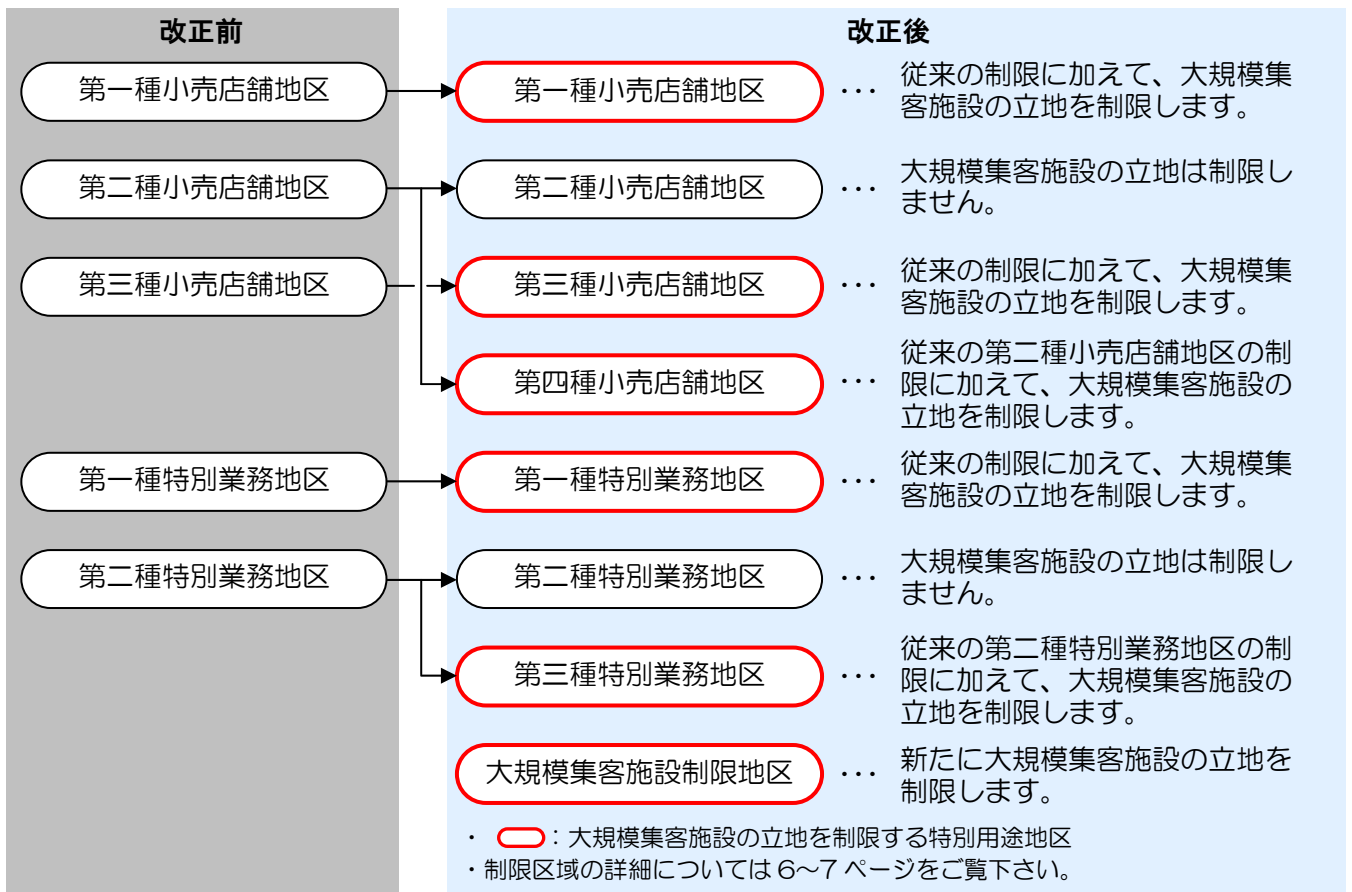 改正前
改正後
第一種小売店舗地区
第一種小売店舗地区
… 従来の制限に加えて、大規模集
客施設の立地を制限します。
第二種小売店舗地区
第二種小売店舗地区
… 大規模集客施設の立地は制限し
ません。
第三種小売店舗地区
第三種小売店舗地区
… 従来の制限に加えて、大規模集
客施設の立地を制限します。
第四種小売店舗地区
… 従来の第二種小売店舗地区の制
限に加えて、大規模集客施設の
立地を制限します。
第一種特別業務地区
第一種特別業務地区
… 従来の制限に加えて、大規模集
客施設の立地を制限します。
第二種特別業務地区
第二種特別業務地区
… 大規模集客施設の立地は制限し
ません。
第三種特別業務地区
… 従来の第二種特別業務地区の制
限に加えて、大規模集客施設の
立地を制限します。
大規模集客施設制限地区
… 新たに大規模集客施設の立地を
制限します。
・ ：大規模集客施設の立地を制限する特別用途地区
・制限区域の詳細については6～7ページをご覧下さい。